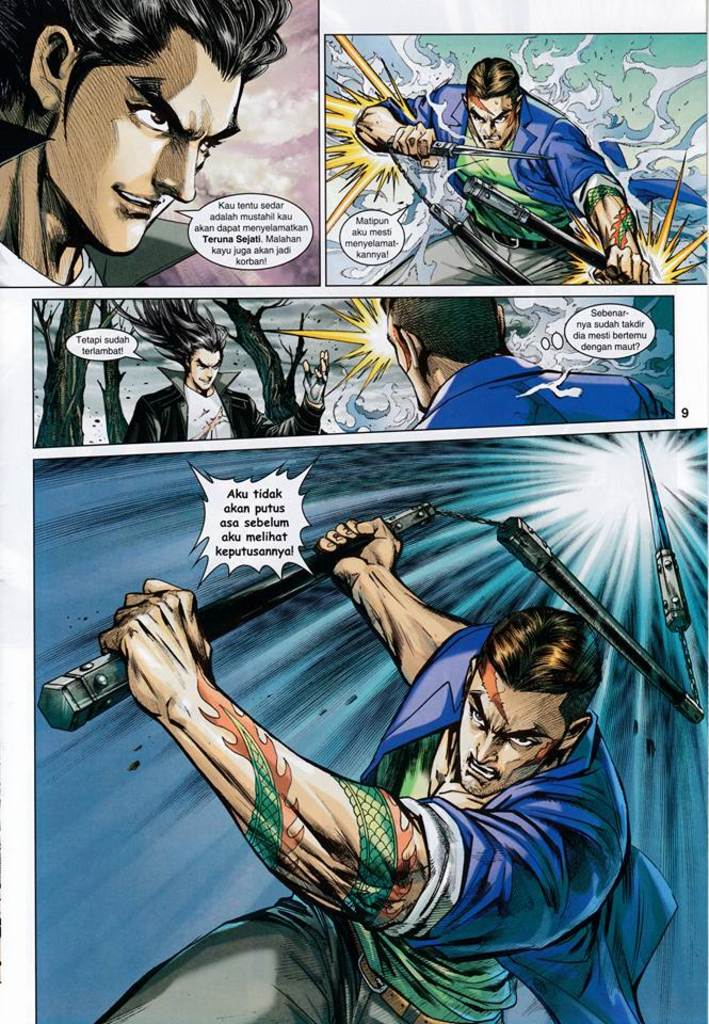 Kau tentu sedar
adalah mustahil kau
akan dapat menyelamatkan
Teruna Sejati. Malahan
kayu juga akan jadi
korban!
Matipun
aku mesti
menyelamat-
kannya!
Tetapi sudah
terlambat!
Sebenar-
nya sudah takdir
dia mesti bertemu
dengan maut?
9
Aku tidak
akan putus
asa sebelum
aku melihat
keputusannya!